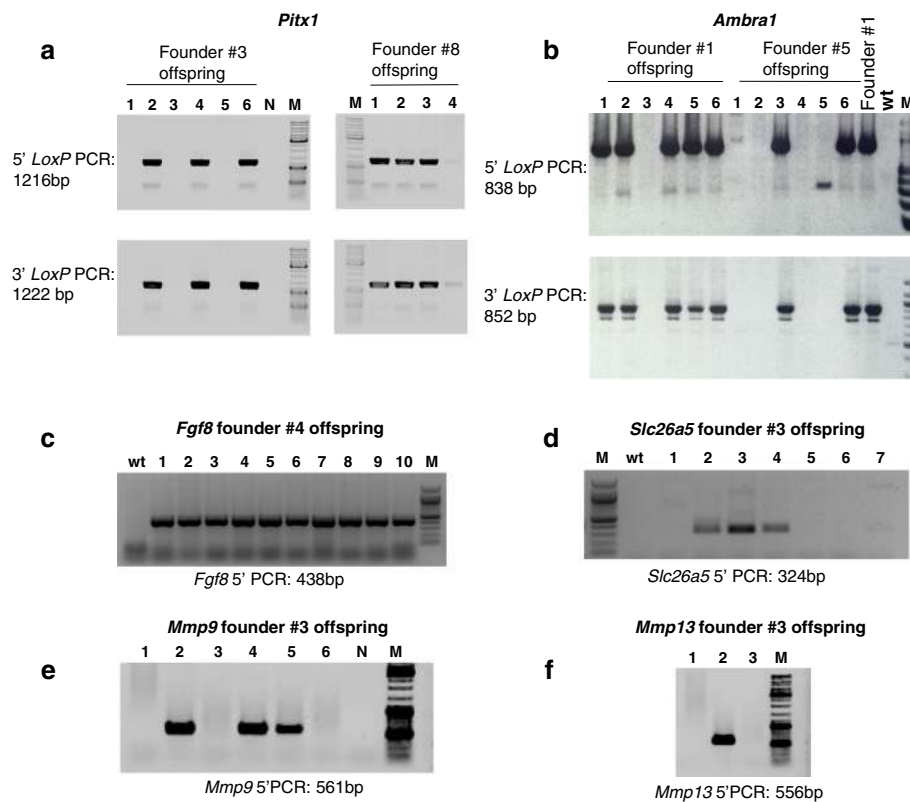 Pitx1
a
Founder #3
offspring
Founder #8
offspring
1 2 3 4 5 6 N M
M 1 2 3 4
5' LoxP PCR:
1216bp
3' LoxP PCR:
1222 bp
Ambra1
b
Founder #1
offspring
Founder #5
offspring
Founder #1
wt
M
1 2 3 4 5 6 1 2 3 4 5 6
5' LoxP PCR:
838 bp
3' LoxP PCR:
852 bp
c
Fgf8 founder #4 offspring
wt 1 2 3 4 5 6 7 8 9 10 M
Fgf8 5' PCR: 438bp
d
Slc26a5 founder #3 offspring
M wt 1 2 3 4 5 6 7
Slc26a5 5' PCR: 324bp
e
Mmp9 founder #3 offspring
1 2 3 4 5 6 N M
Mmp9 5'PCR: 561bp
f
Mmp13 founder #3 offspring
1 2 3 M
Mmp13 5'PCR: 556bp